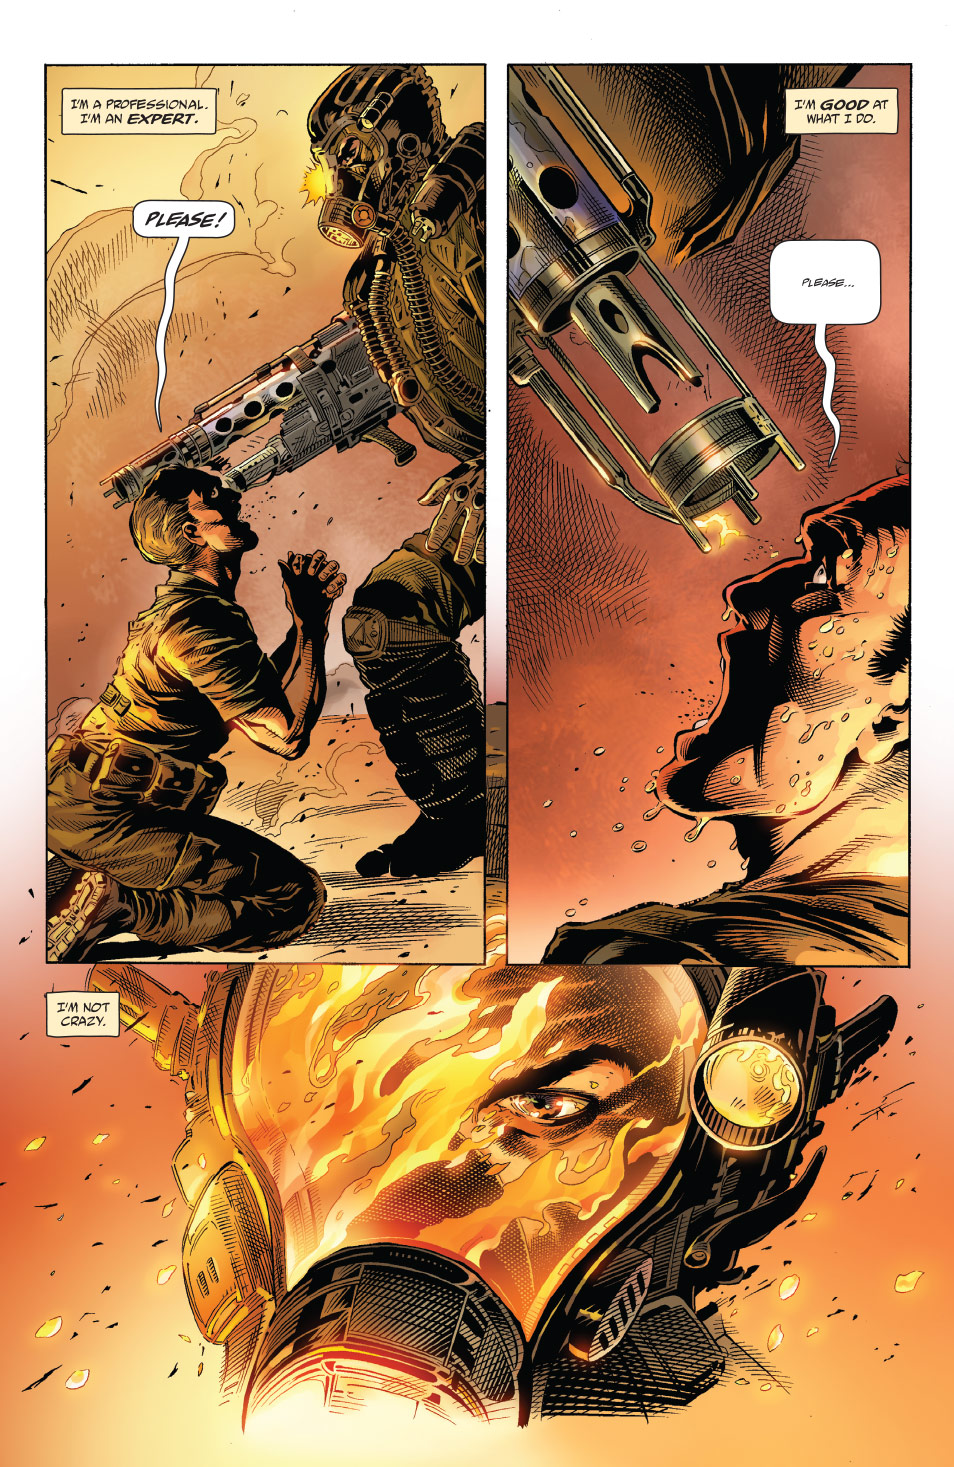 I'M A PROFESSIONAL.
I'M AN EXPERT.
PLEASE!
I'M GOOD AT
WHAT I DO.
PLEASE...
I'M NOT
CRAZY.